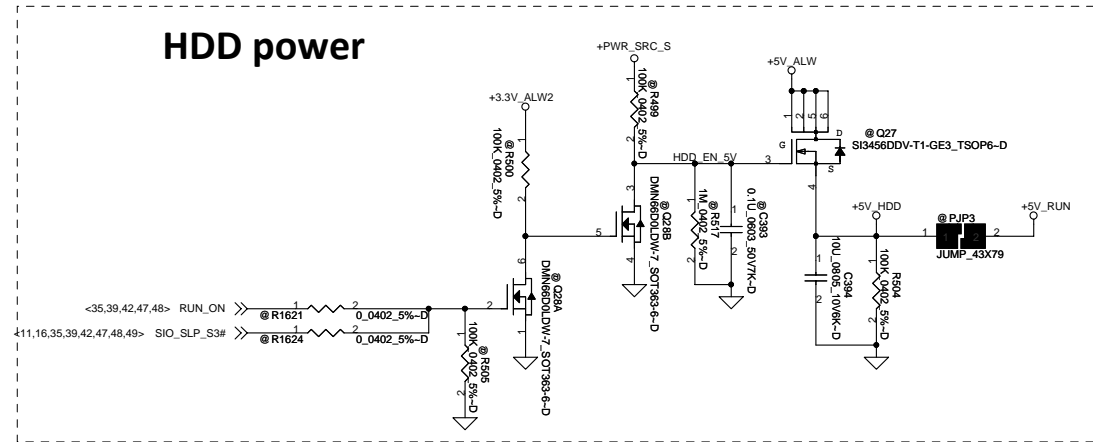 HDD power
+PWR_SRC_S
+5V_ALW
+3.3V_ALW2
1
@ R499
100K_0402_5%~D
2
1
@ R500
100K_0402_5%~D
2
1
2
5
6
@ Q27
SI3456DDV-T1-GE3_TSOP6~D
D
G
S
3
4
HDD_EN_5V
3
@ Q28B
DMN66D0LDW-7_SOT363-6~D
5
4
1
@ R517
1M_0402_5%~D
2
1
@ C393
0.1U_0603_50V7K~D
2
+5V_HDD
@ PJP3
1
1
2
2
JUMP_43X79
+5V_RUN
1
C394
10U_0805_10V6K~D
2
1
R504
100K_0402_5%~D
2
6
@ Q28A
DMN66D0LDW-7_SOT363-6~D
2
1
<35,39,42,47,48> RUN_ON
1
2
@ R1621
0_0402_5%~D
<11,16,35,39,42,47,48,49> SIO_SLP_S3#
1
2
@ R1624
0_0402_5%~D
1
@ R505
100K_0402_5%~D
2